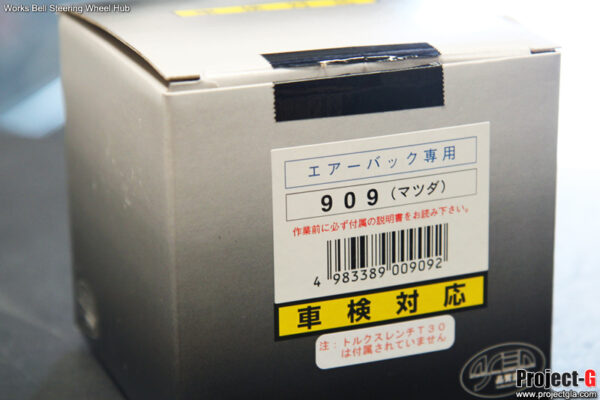 Works Bell Steering Wheel Hub
エアーバック専用
909(マツダ)
作業前に必ず付属の説明書をお読み下さい。
4 983389 009092
車検対応
注:トルクスレンチT30
は付属されていません
Project-G
www.projectgia.com